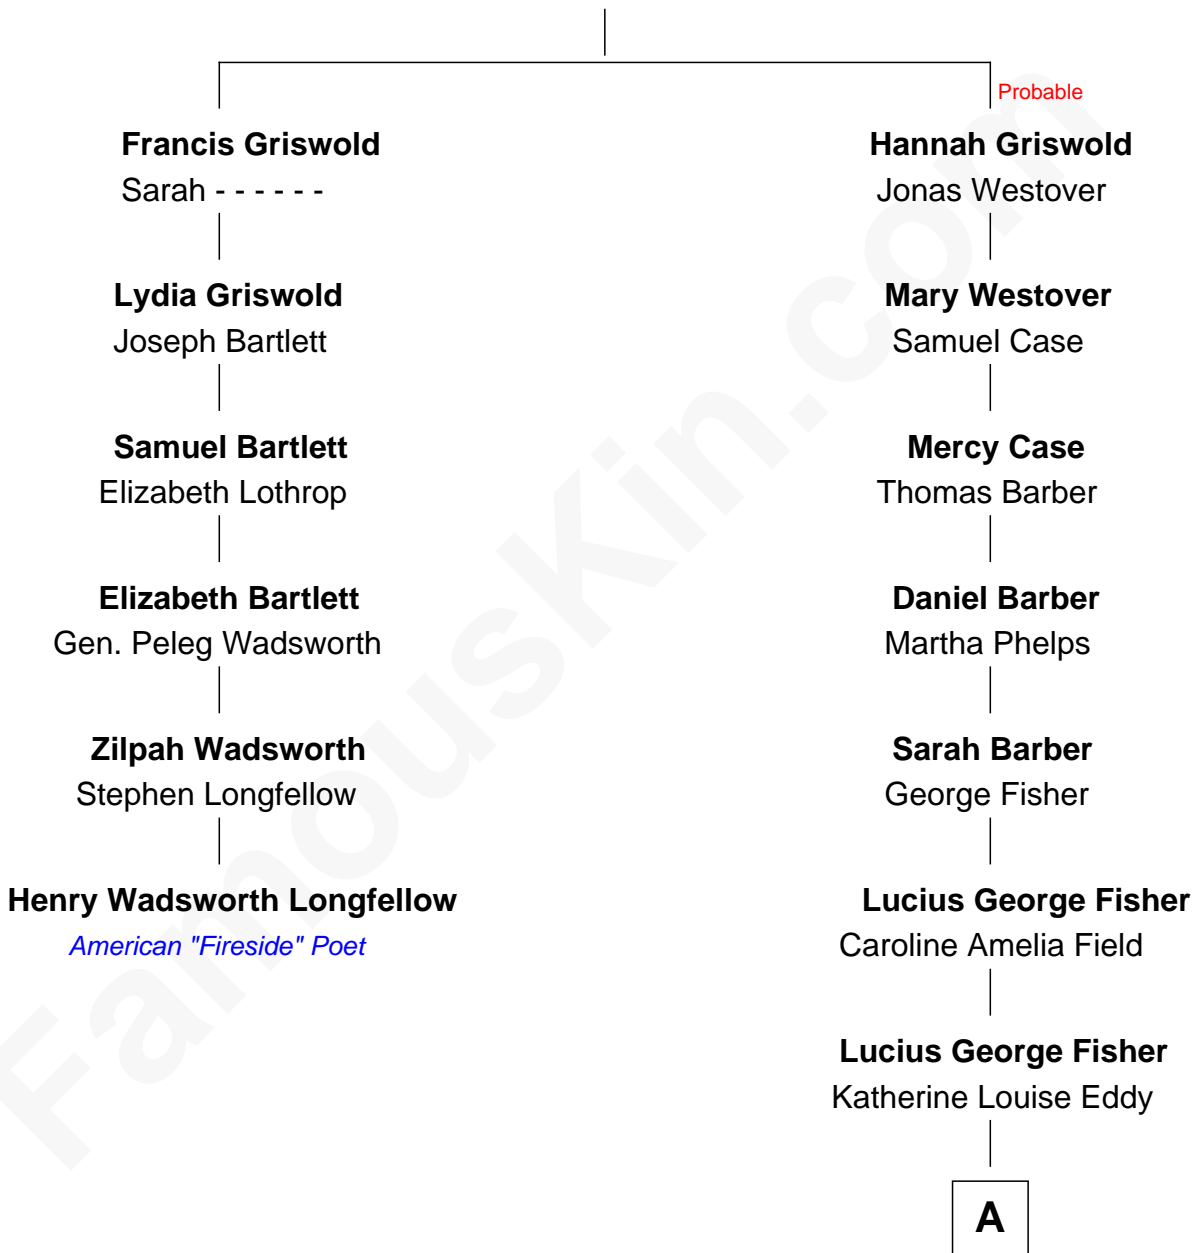 Probable
Francis Griswold
Sarah - - - - - -
Hannah Griswold
Jonas Westover
Lydia Griswold
Joseph Bartlett
Mary Westover
Samuel Case
Samuel Bartlett
Elizabeth Lothrop
Mercy Case
Thomas Barber
Elizabeth Bartlett
Gen. Peleg Wadsworth
Daniel Barber
Martha Phelps
Zilpah Wadsworth
Stephen Longfellow
Sarah Barber
George Fisher
Henry Wadsworth Longfellow
American "Fireside" Poet
Lucius George Fisher
Caroline Amelia Field
Lucius George Fisher
Katherine Louise Eddy
A
FamousKin.com